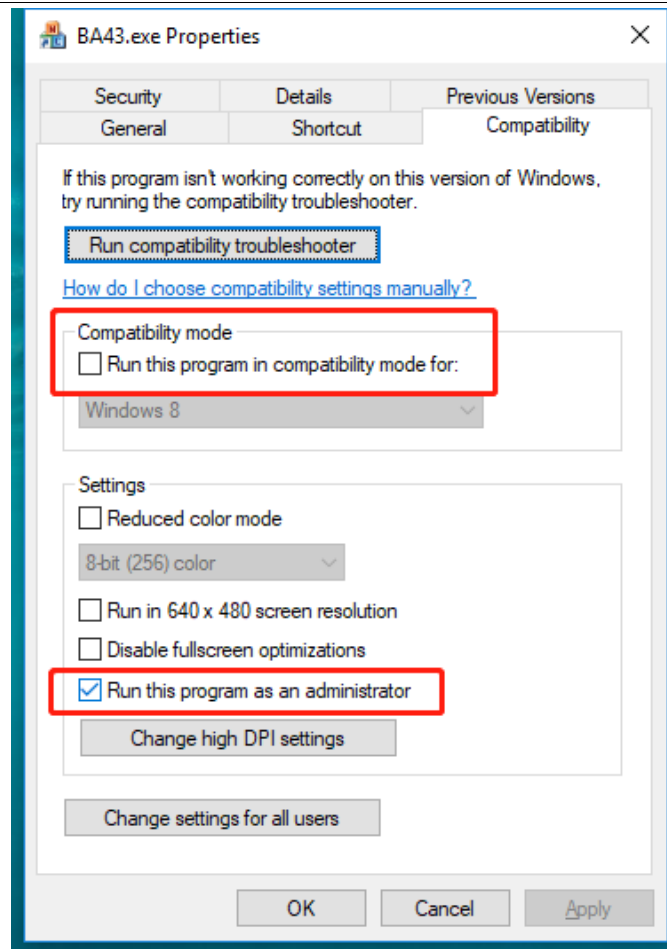 BA43.exe Properties
Security Details Previous Versions
General Shortcut Compatibility
If this program isn't working correctly on this version of Windows,
try running the compatibility troubleshooter.
Run compatibility troubleshooter
How do I choose compatibility settings manually?
Compatibility mode
Run this program in compatibility mode for:
Windows 8
Settings
Reduced color mode
8-bit (256) color
Run in 640 x 480 screen resolution
Disable fullscreen optimizations
Run this program as an administrator
Change high DPI settings
Change settings for all users
OK Cancel Apply